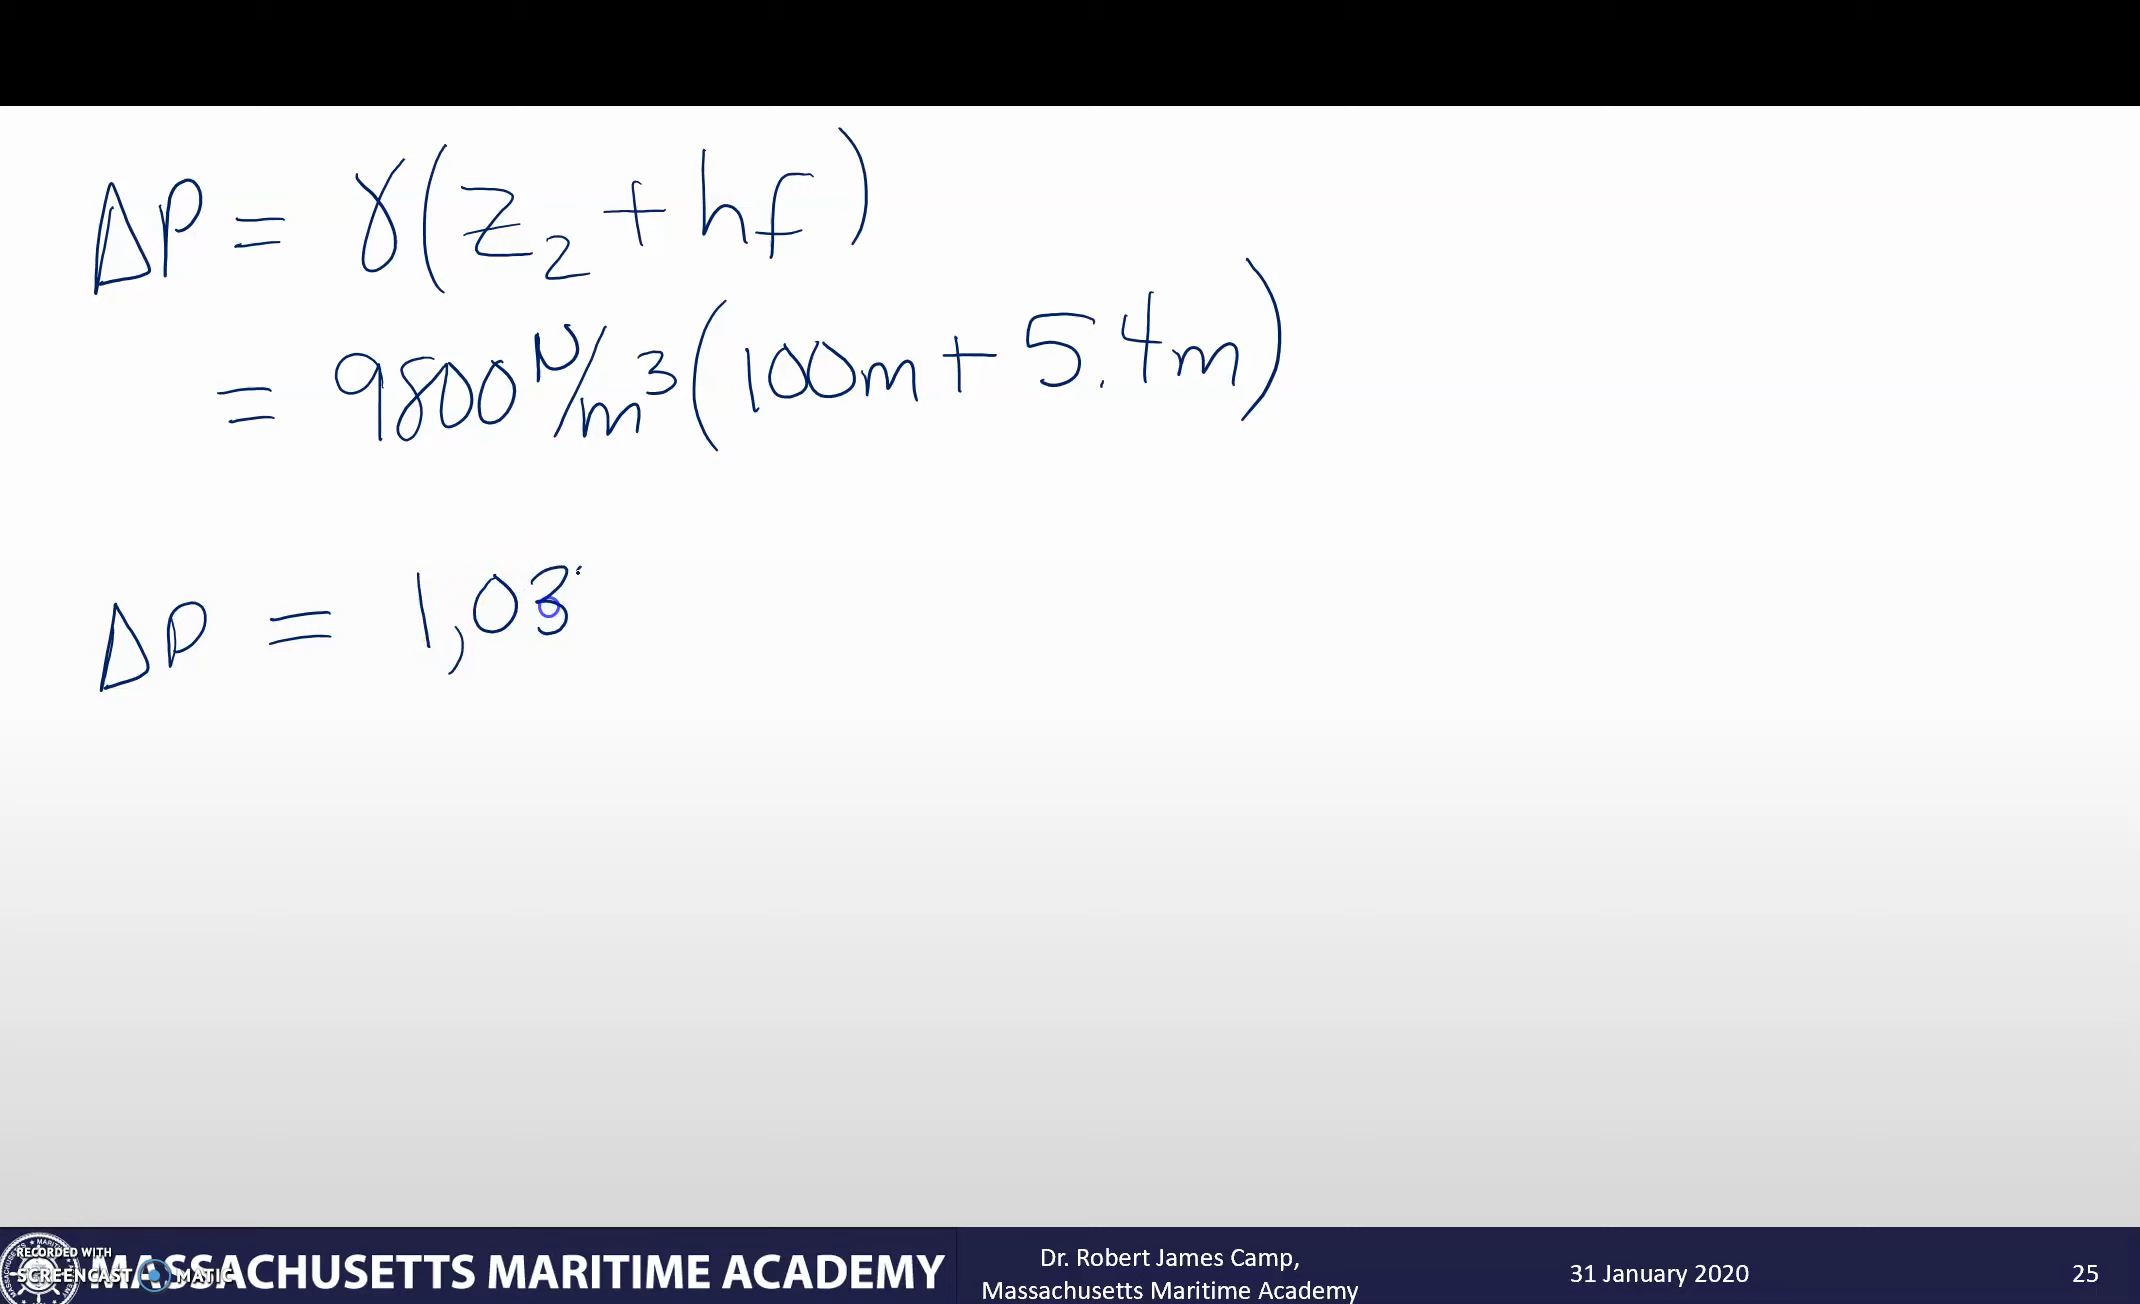 ΔP = γ(z₂ + hf)
= 9800 N/m³ (100m + 5.4m)
ΔP = 1,03
RECORDED WITH
SCREENCAST MATIC
MASSACHUSETTS MARITIME ACADEMY
Dr. Robert James Camp,
Massachusetts Maritime Academy
31 January 2020
25